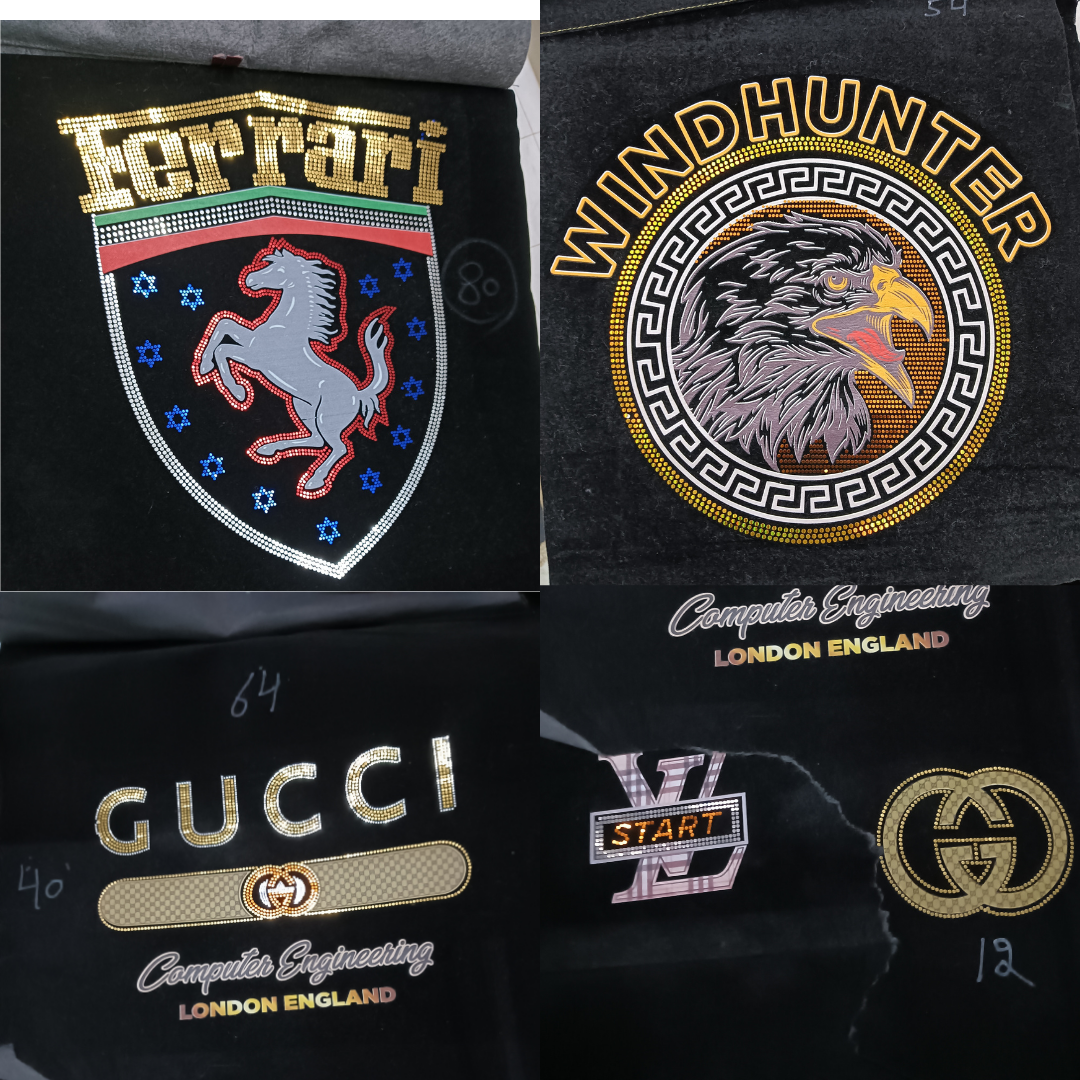 Ferrari
80
54
WINDHUNTER
64
GUCCI
40
Computer Engineering
LONDON ENGLAND
Computer Engineering
LONDON ENGLAND
START
12